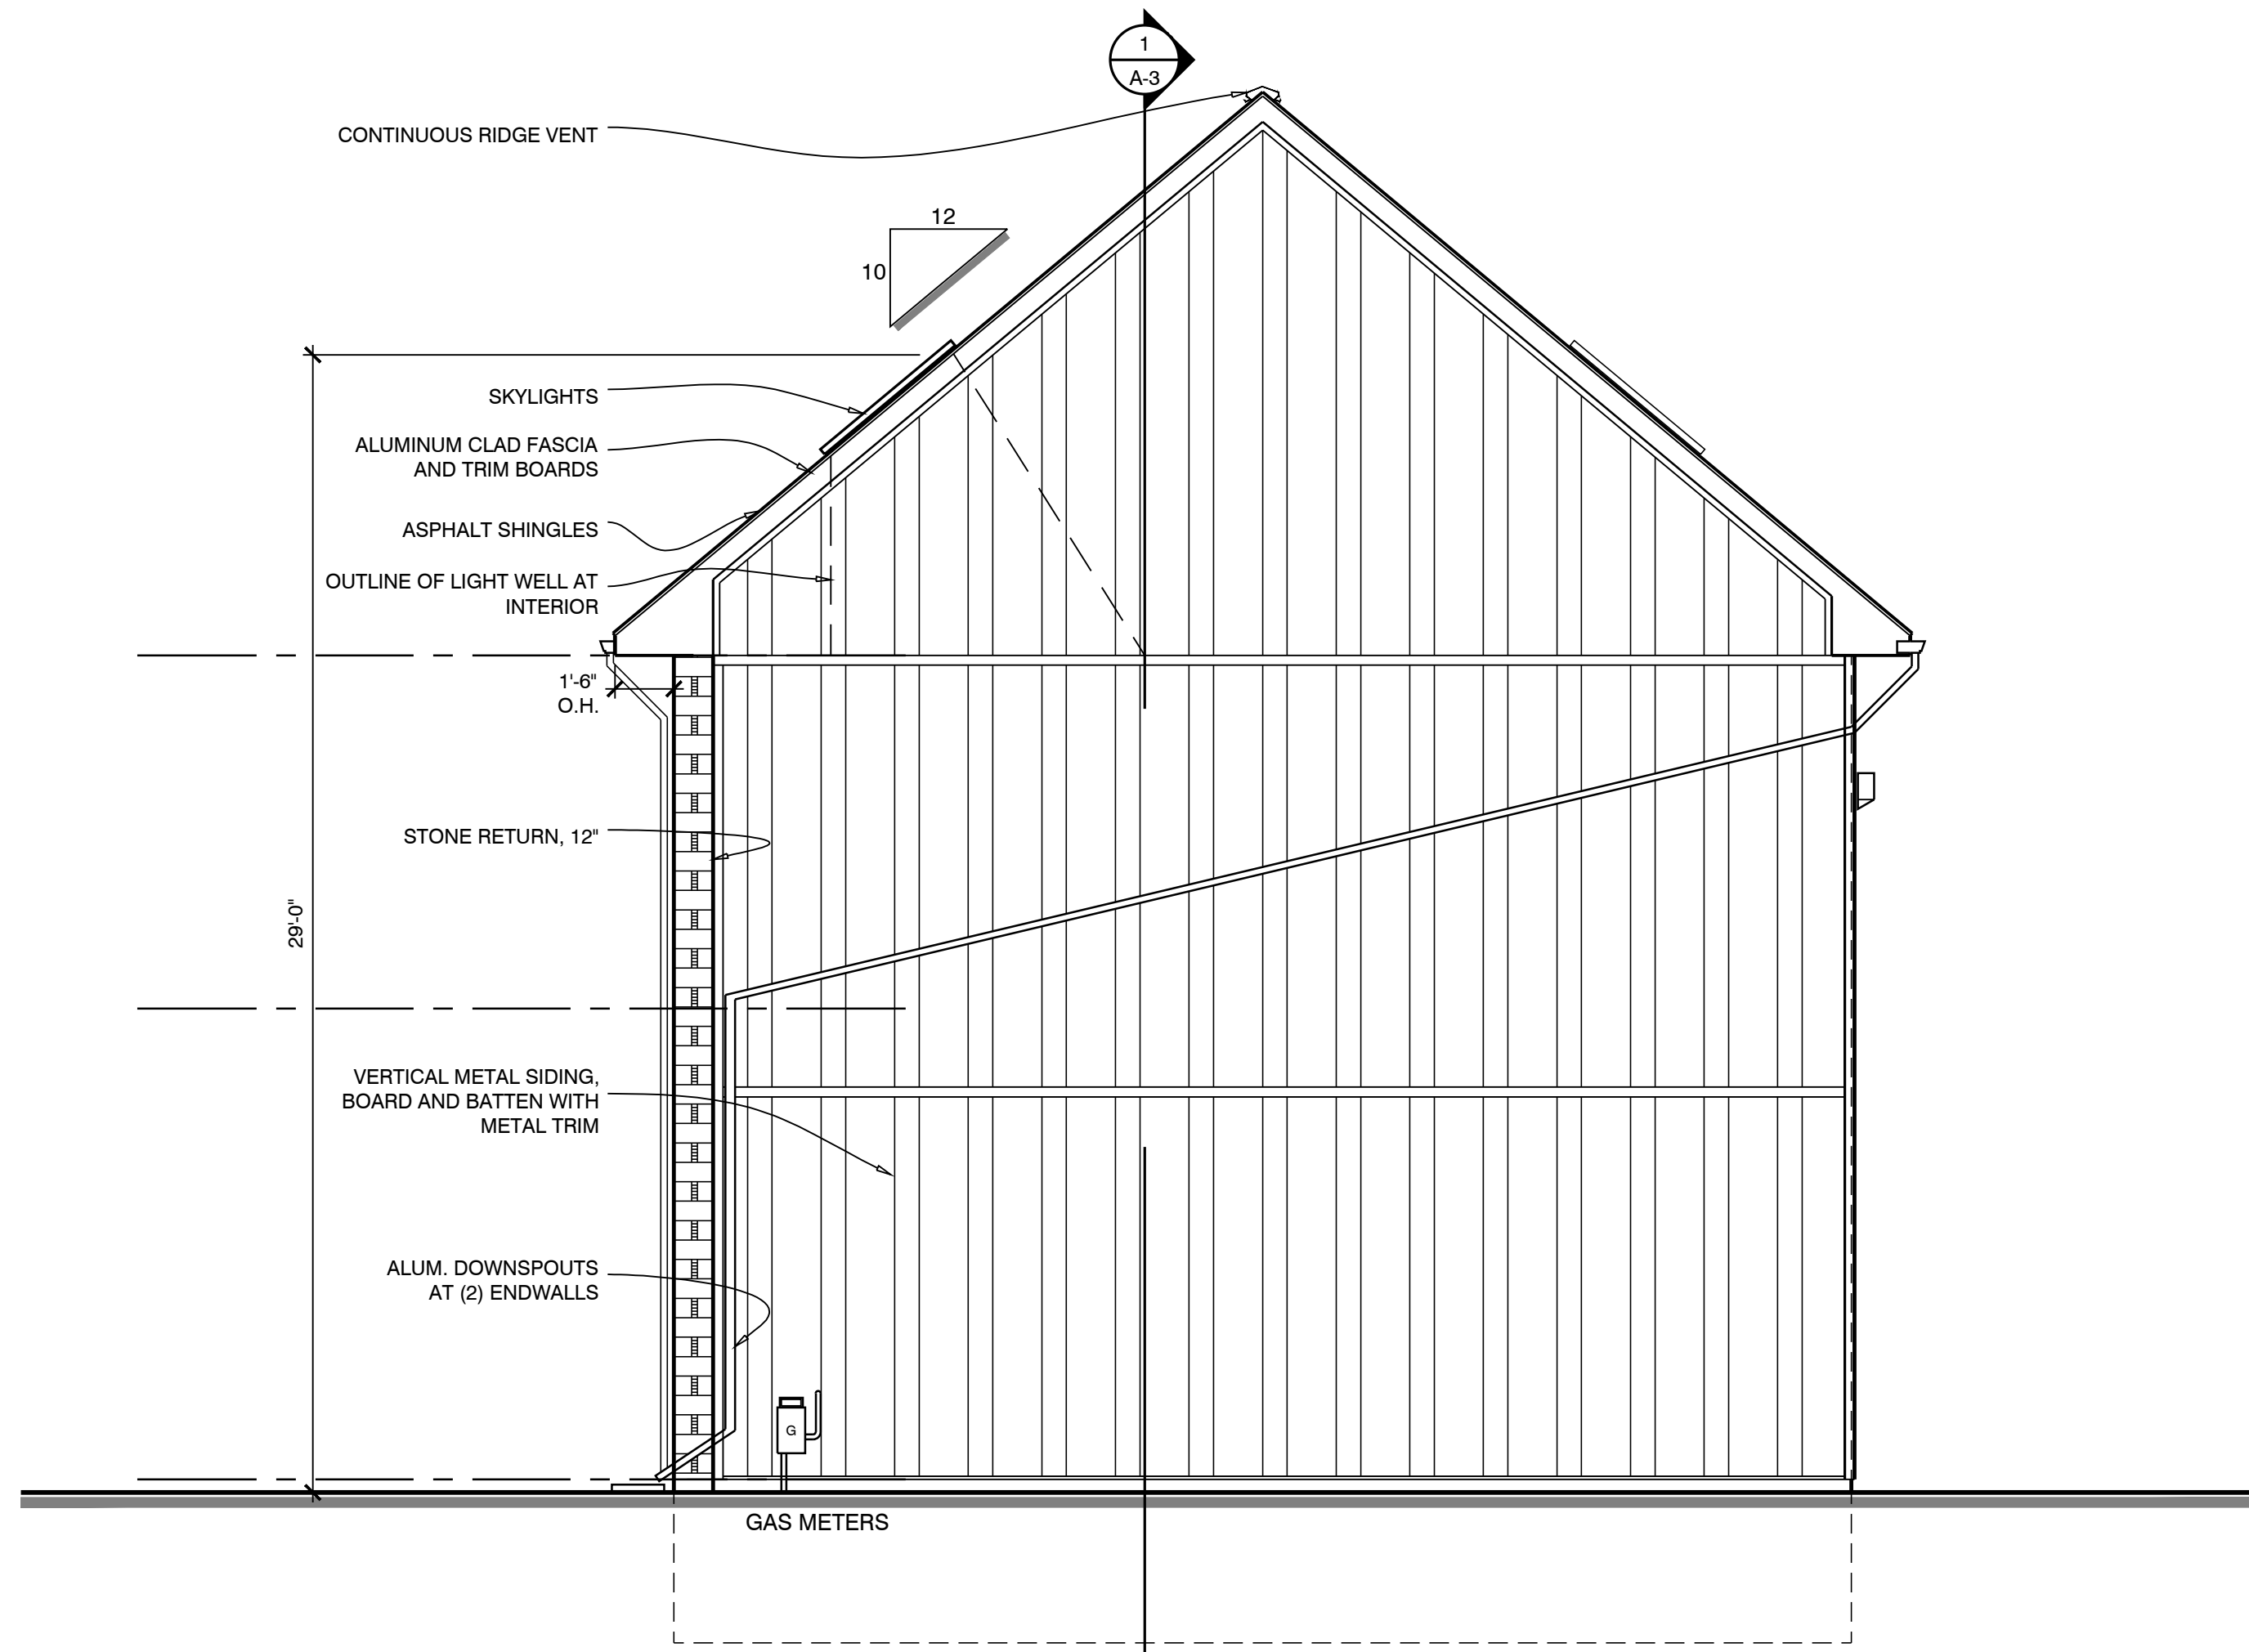 1
A-3
CONTINUOUS RIDGE VENT
12
10
SKYLIGHTS
ALUMINUM CLAD FASCIA
AND TRIM BOARDS
ASPHALT SHINGLES
OUTLINE OF LIGHT WELL AT
INTERIOR
1'-6"
O.H.
STONE RETURN, 12"
29'-0"
VERTICAL METAL SIDING,
BOARD AND BATTEN WITH
METAL TRIM
ALUM. DOWNSPOUTS
AT (2) ENDWALLS
G
GAS METERS